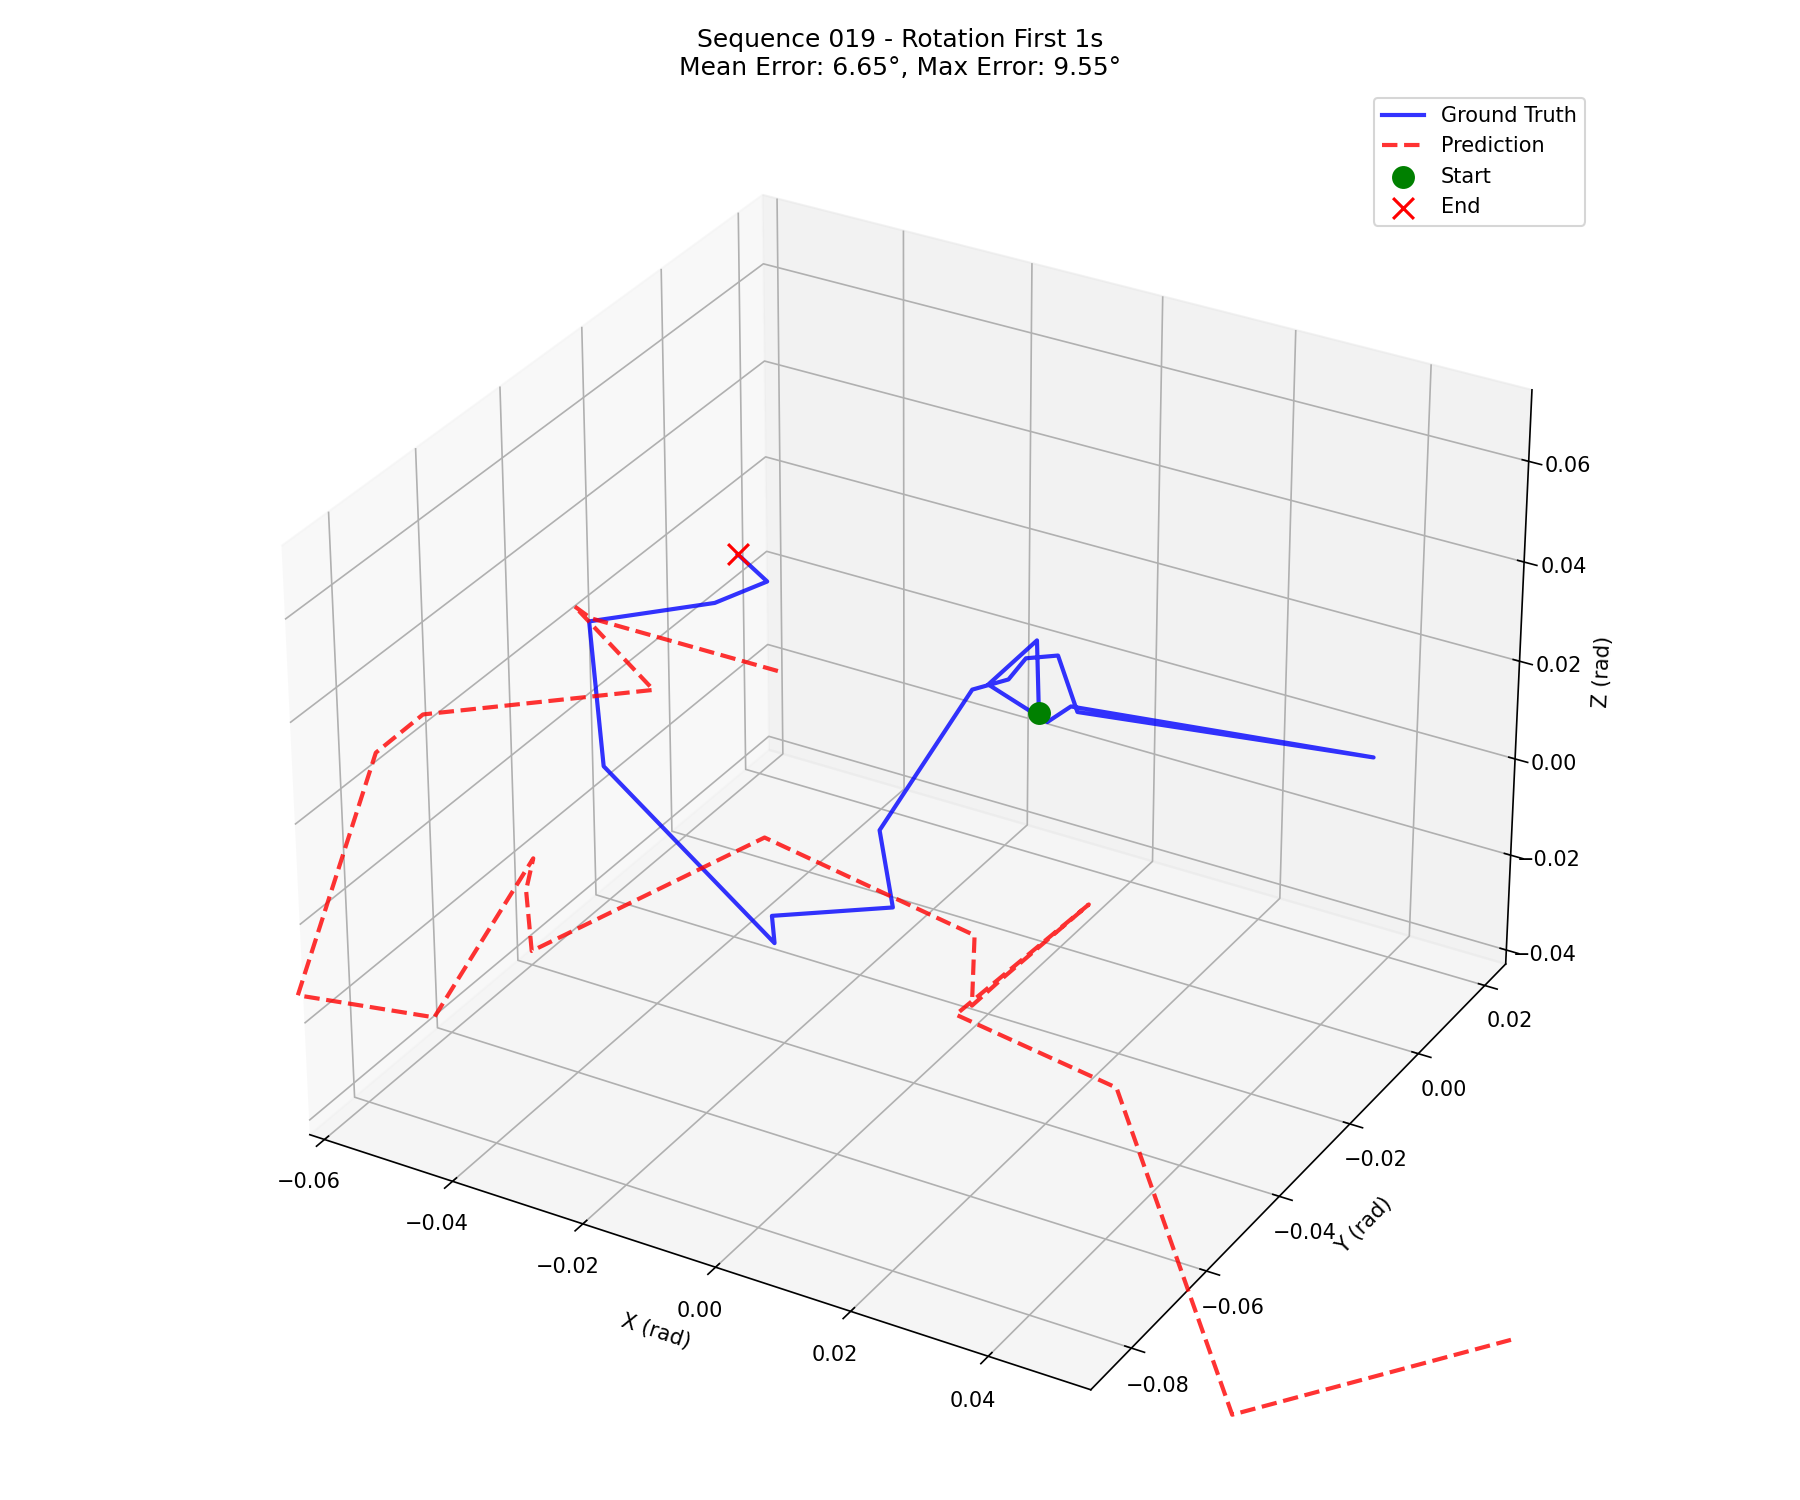 Sequence 019 - Rotation First 1s
Mean Error: 6.65°, Max Error: 9.55°
Ground Truth
Prediction
Start
End
0.06
0.04
0.02
0.00
−0.02
−0.04
Z (rad)
0.02
0.00
−0.02
−0.04
−0.06
−0.08
Y (rad)
−0.06
−0.04
−0.02
0.00
0.02
0.04
X (rad)